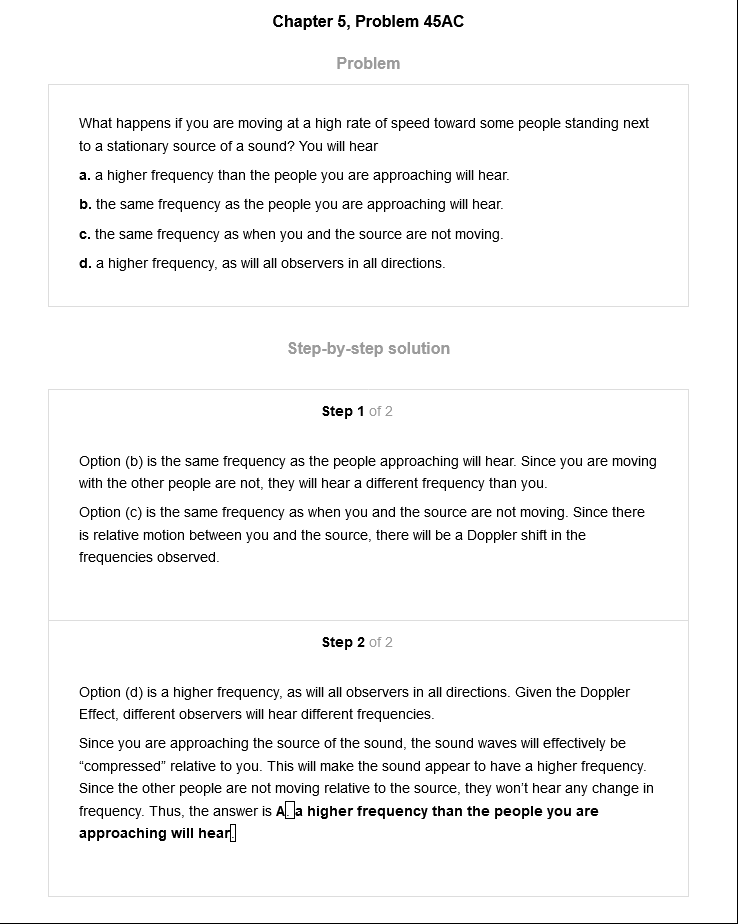 Chapter 5, Problem 45AC
Problem
What happens if you are moving at a high rate of speed toward some people standing next
to a stationary source of a sound? You will hear
a. a higher frequency than the people you are approaching will hear.
b. the same frequency as the people you are approaching will hear.
c. the same frequency as when you and the source are not moving.
d. a higher frequency, as will all observers in all directions.
Step-by-step solution
Step 1 of 2
Option (b) is the same frequency as the people approaching will hear. Since you are moving
with the other people are not, they will hear a different frequency than you.
Option (c) is the same frequency as when you and the source are not moving. Since there
is relative motion between you and the source, there will be a Doppler shift in the
frequencies observed.
Step 2 of 2
Option (d) is a higher frequency, as will all observers in all directions. Given the Doppler
Effect, different observers will hear different frequencies.
Since you are approaching the source of the sound, the sound waves will effectively be
“compressed” relative to you. This will make the sound appear to have a higher frequency.
Since the other people are not moving relative to the source, they won’t hear any change in
frequency. Thus, the answer is A. a higher frequency than the people you are
approaching will hear.